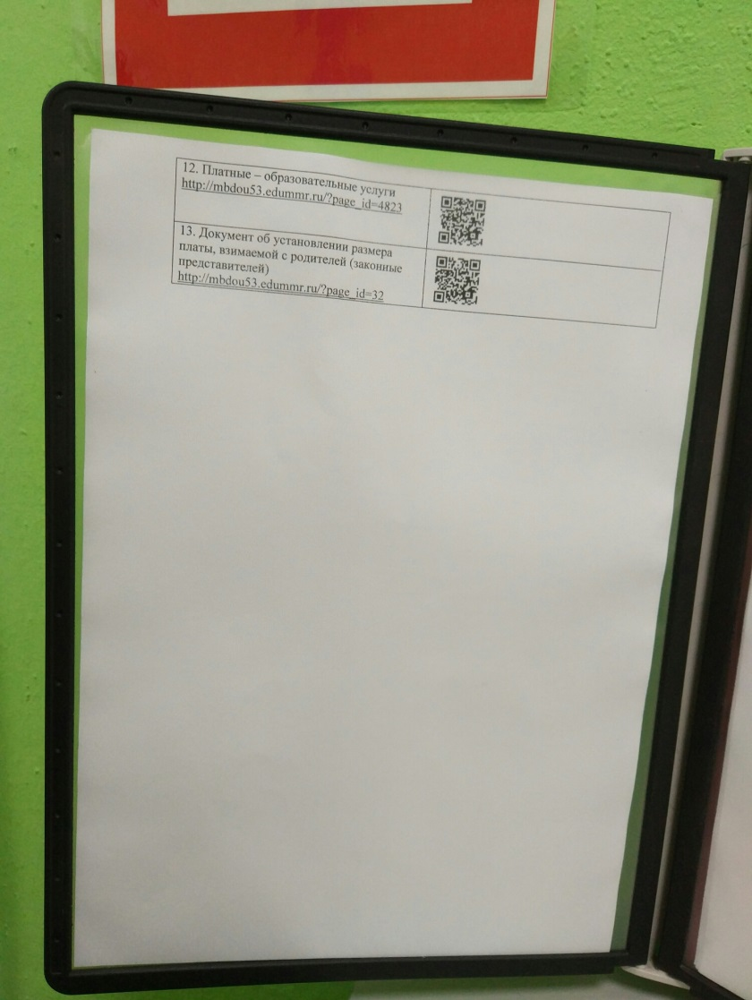 12. Платные – образовательные услуги
http://mbdou53.edummr.ru/?page_id=4823
13. Документ об установлении размера
платы, взимаемой с родителей (законные
представителей)
http://mbdou53.edummr.ru/?page_id=32